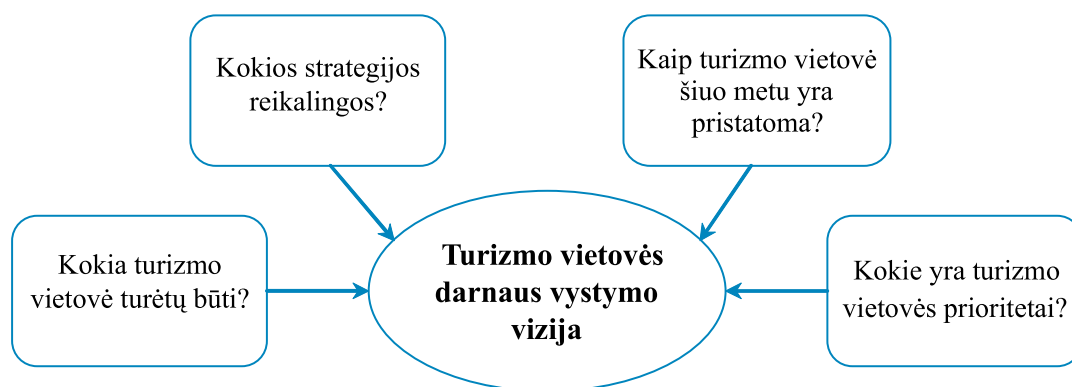 Kokios strategijos
reikalingos?
Kaip turizmo vietovė
šiuo metu yra
pristatoma?
Kokia turizmo
vietovė turėtų būti?
Turizmo vietovės
darnaus vystymo
vizija
Kokie yra turizmo
vietovės prioritetai?